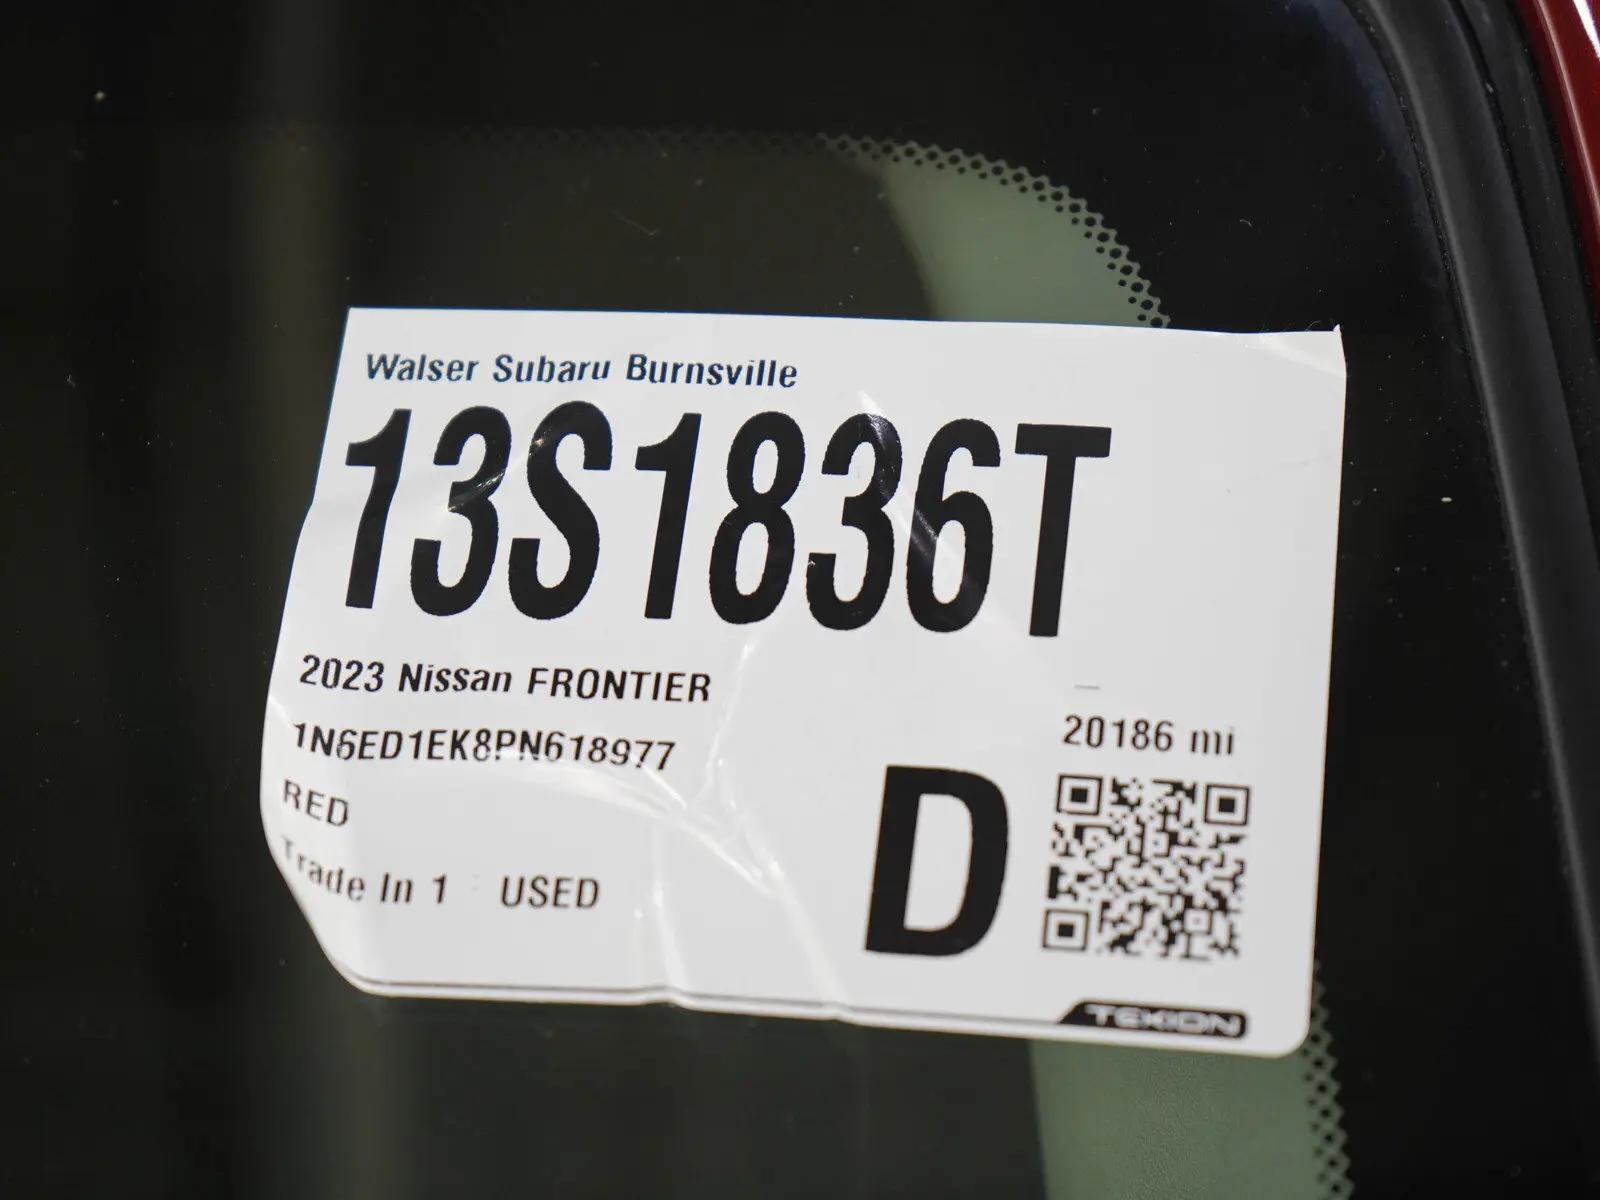 Walser Subaru Burnsville
13S1836T
2023 Nissan FRONTIER
1N6ED1EK8PN618977
20186 mi
RED
D
Trade In 1 : USED
TEKION